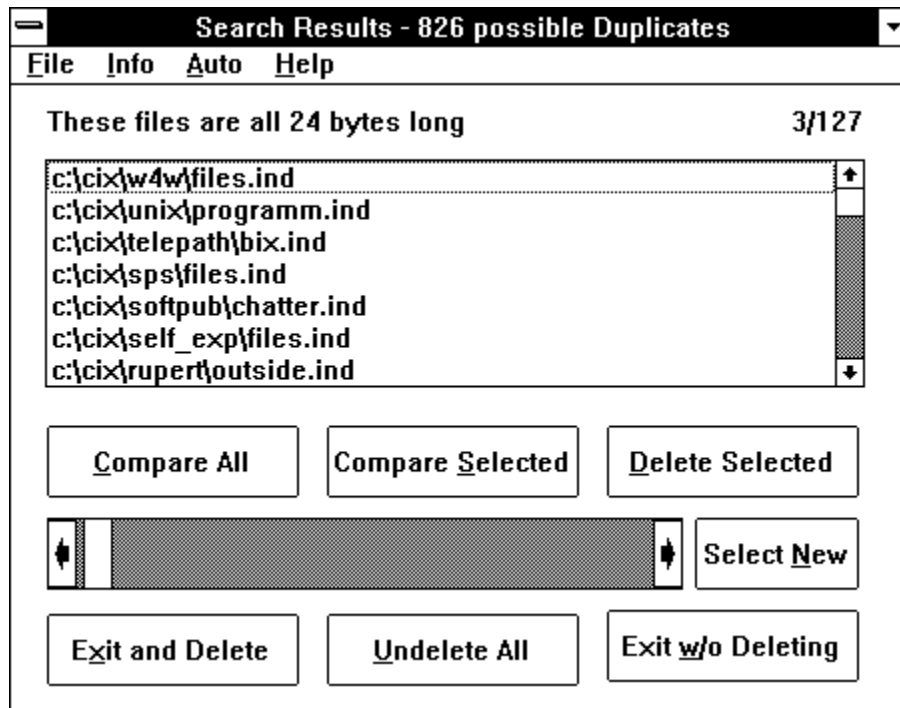 Search Results - 826 possible Duplicates
File Info Auto Help
These files are all 24 bytes long 3/127
c:\cix\w4w\files.ind
c:\cix\unix\programm.ind
c:\cix\telepath\bix.ind
c:\cix\sps\files.ind
c:\cix\softpub\chatter.ind
c:\cix\self_exp\files.ind
c:\cix\rupert\outside.ind
Compare All Compare Selected Delete Selected
Select New
Exit and Delete Undelete All Exit w/o Deleting